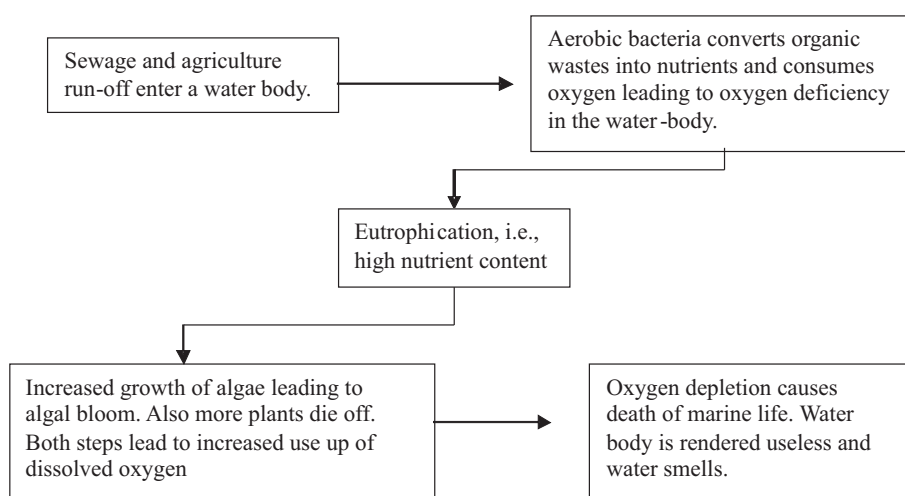 Sewage and agriculture
run-off enter a water body.
Aerobic bacteria converts organic
wastes into nutrients and consumes
oxygen leading to oxygen deficiency
in the water-body.
Eutrophication, i.e.,
high nutrient content
Increased growth of algae leading to
algal bloom. Also more plants die off.
Both steps lead to increased use up of
dissolved oxygen
Oxygen depletion causes
death of marine life. Water
body is rendered useless and
water smells.